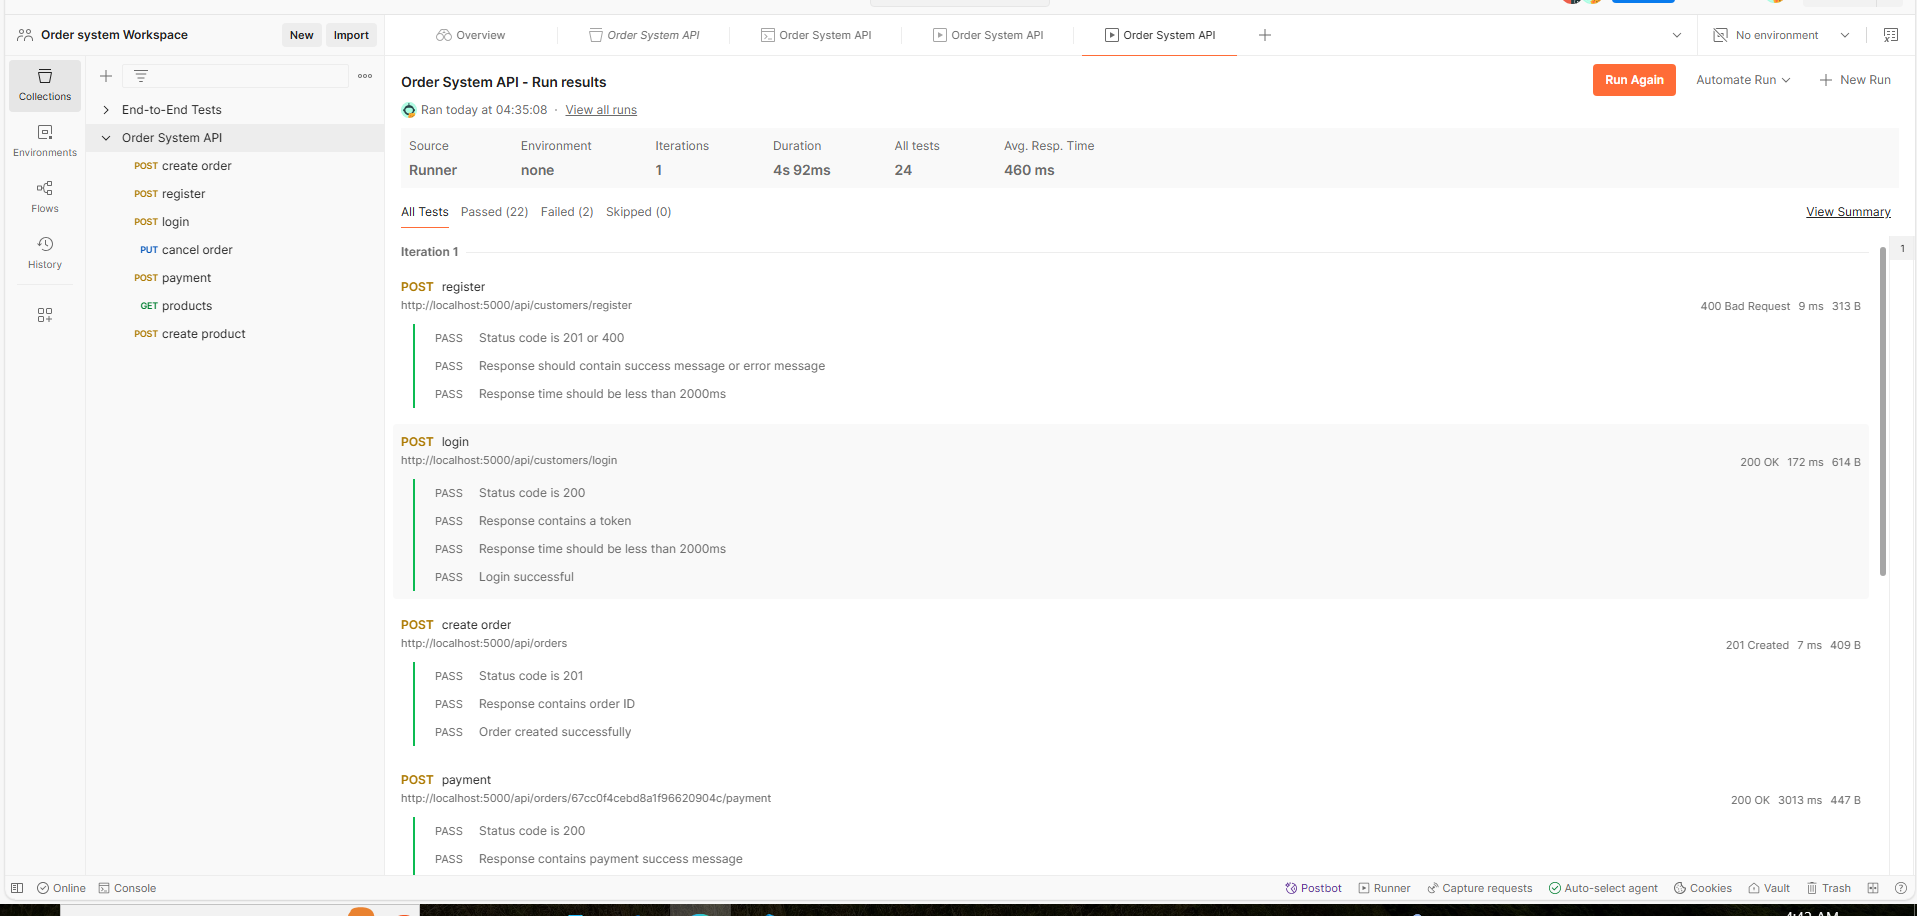 Order system Workspace
New
Import
Overview
Order System API
Order System API
Order System API
Order System API
No environment
Collections
Environments
Flows
History
End-to-End Tests
Order System API
POST create order
POST register
POST login
PUT cancel order
POST payment
GET products
POST create product
Order System API - Run results
Run Again
Automate Run
New Run
Ran today at 04:35:08 · View all runs
Source Environment Iterations Duration All tests Avg. Resp. Time
Runner none 1 4s 92ms 24 460 ms
All Tests Passed (22) Failed (2) Skipped (0)
View Summary
Iteration 1
1
POST register
http://localhost:5000/api/customers/register
400 Bad Request 9 ms 313 B
PASS Status code is 201 or 400
PASS Response should contain success message or error message
PASS Response time should be less than 2000ms
POST login
http://localhost:5000/api/customers/login
200 OK 172 ms 614 B
PASS Status code is 200
PASS Response contains a token
PASS Response time should be less than 2000ms
PASS Login successful
POST create order
http://localhost:5000/api/orders
201 Created 7 ms 409 B
PASS Status code is 201
PASS Response contains order ID
PASS Order created successfully
POST payment
http://localhost:5000/api/orders/67cc0f4cebd8a1f96620904c/payment
200 OK 3013 ms 447 B
PASS Status code is 200
PASS Response contains payment success message
Online
Console
Postbot
Runner
Capture requests
Auto-select agent
Cookies
Vault
Trash